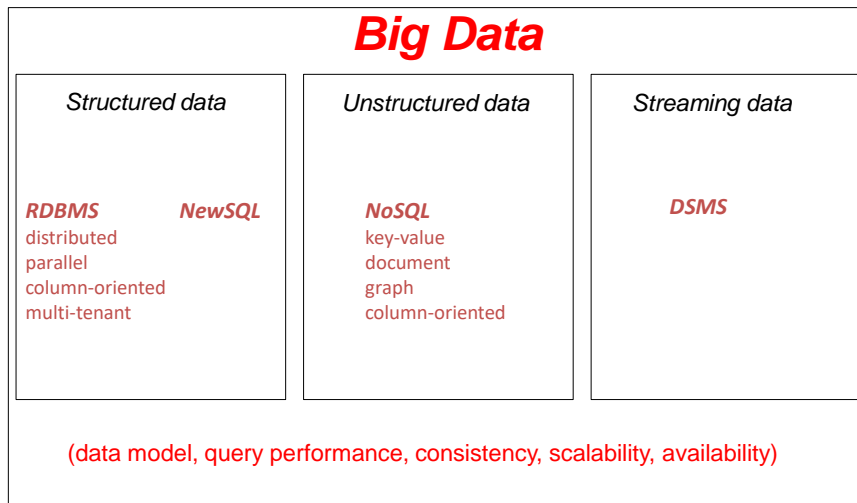 Big Data
Structured data
RDBMS NewSQL
distributed
parallel
column-oriented
multi-tenant
Unstructured data
NoSQL
key-value
document
graph
column-oriented
Streaming data
DSMS
(data model, query performance, consistency, scalability, availability)